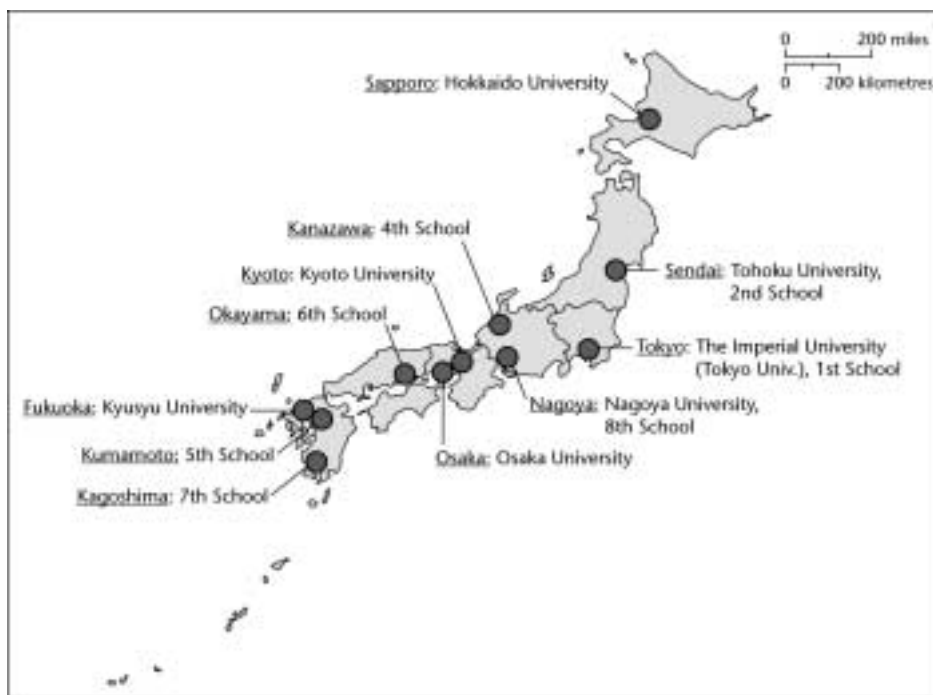 0 200 miles
0 200 kilometres
Sapporo: Hokkaido University
Kanazawa: 4th School
Kyoto: Kyoto University
Okayama: 6th School
Sendai: Tohoku University,
2nd School
Tokyo: The Imperial University
(Tokyo Univ.), 1st School
Fukuoka: Kyusyu University
Nagoya: Nagoya University,
8th School
Kumamoto: 5th School
Osaka: Osaka University
Kagoshima: 7th School